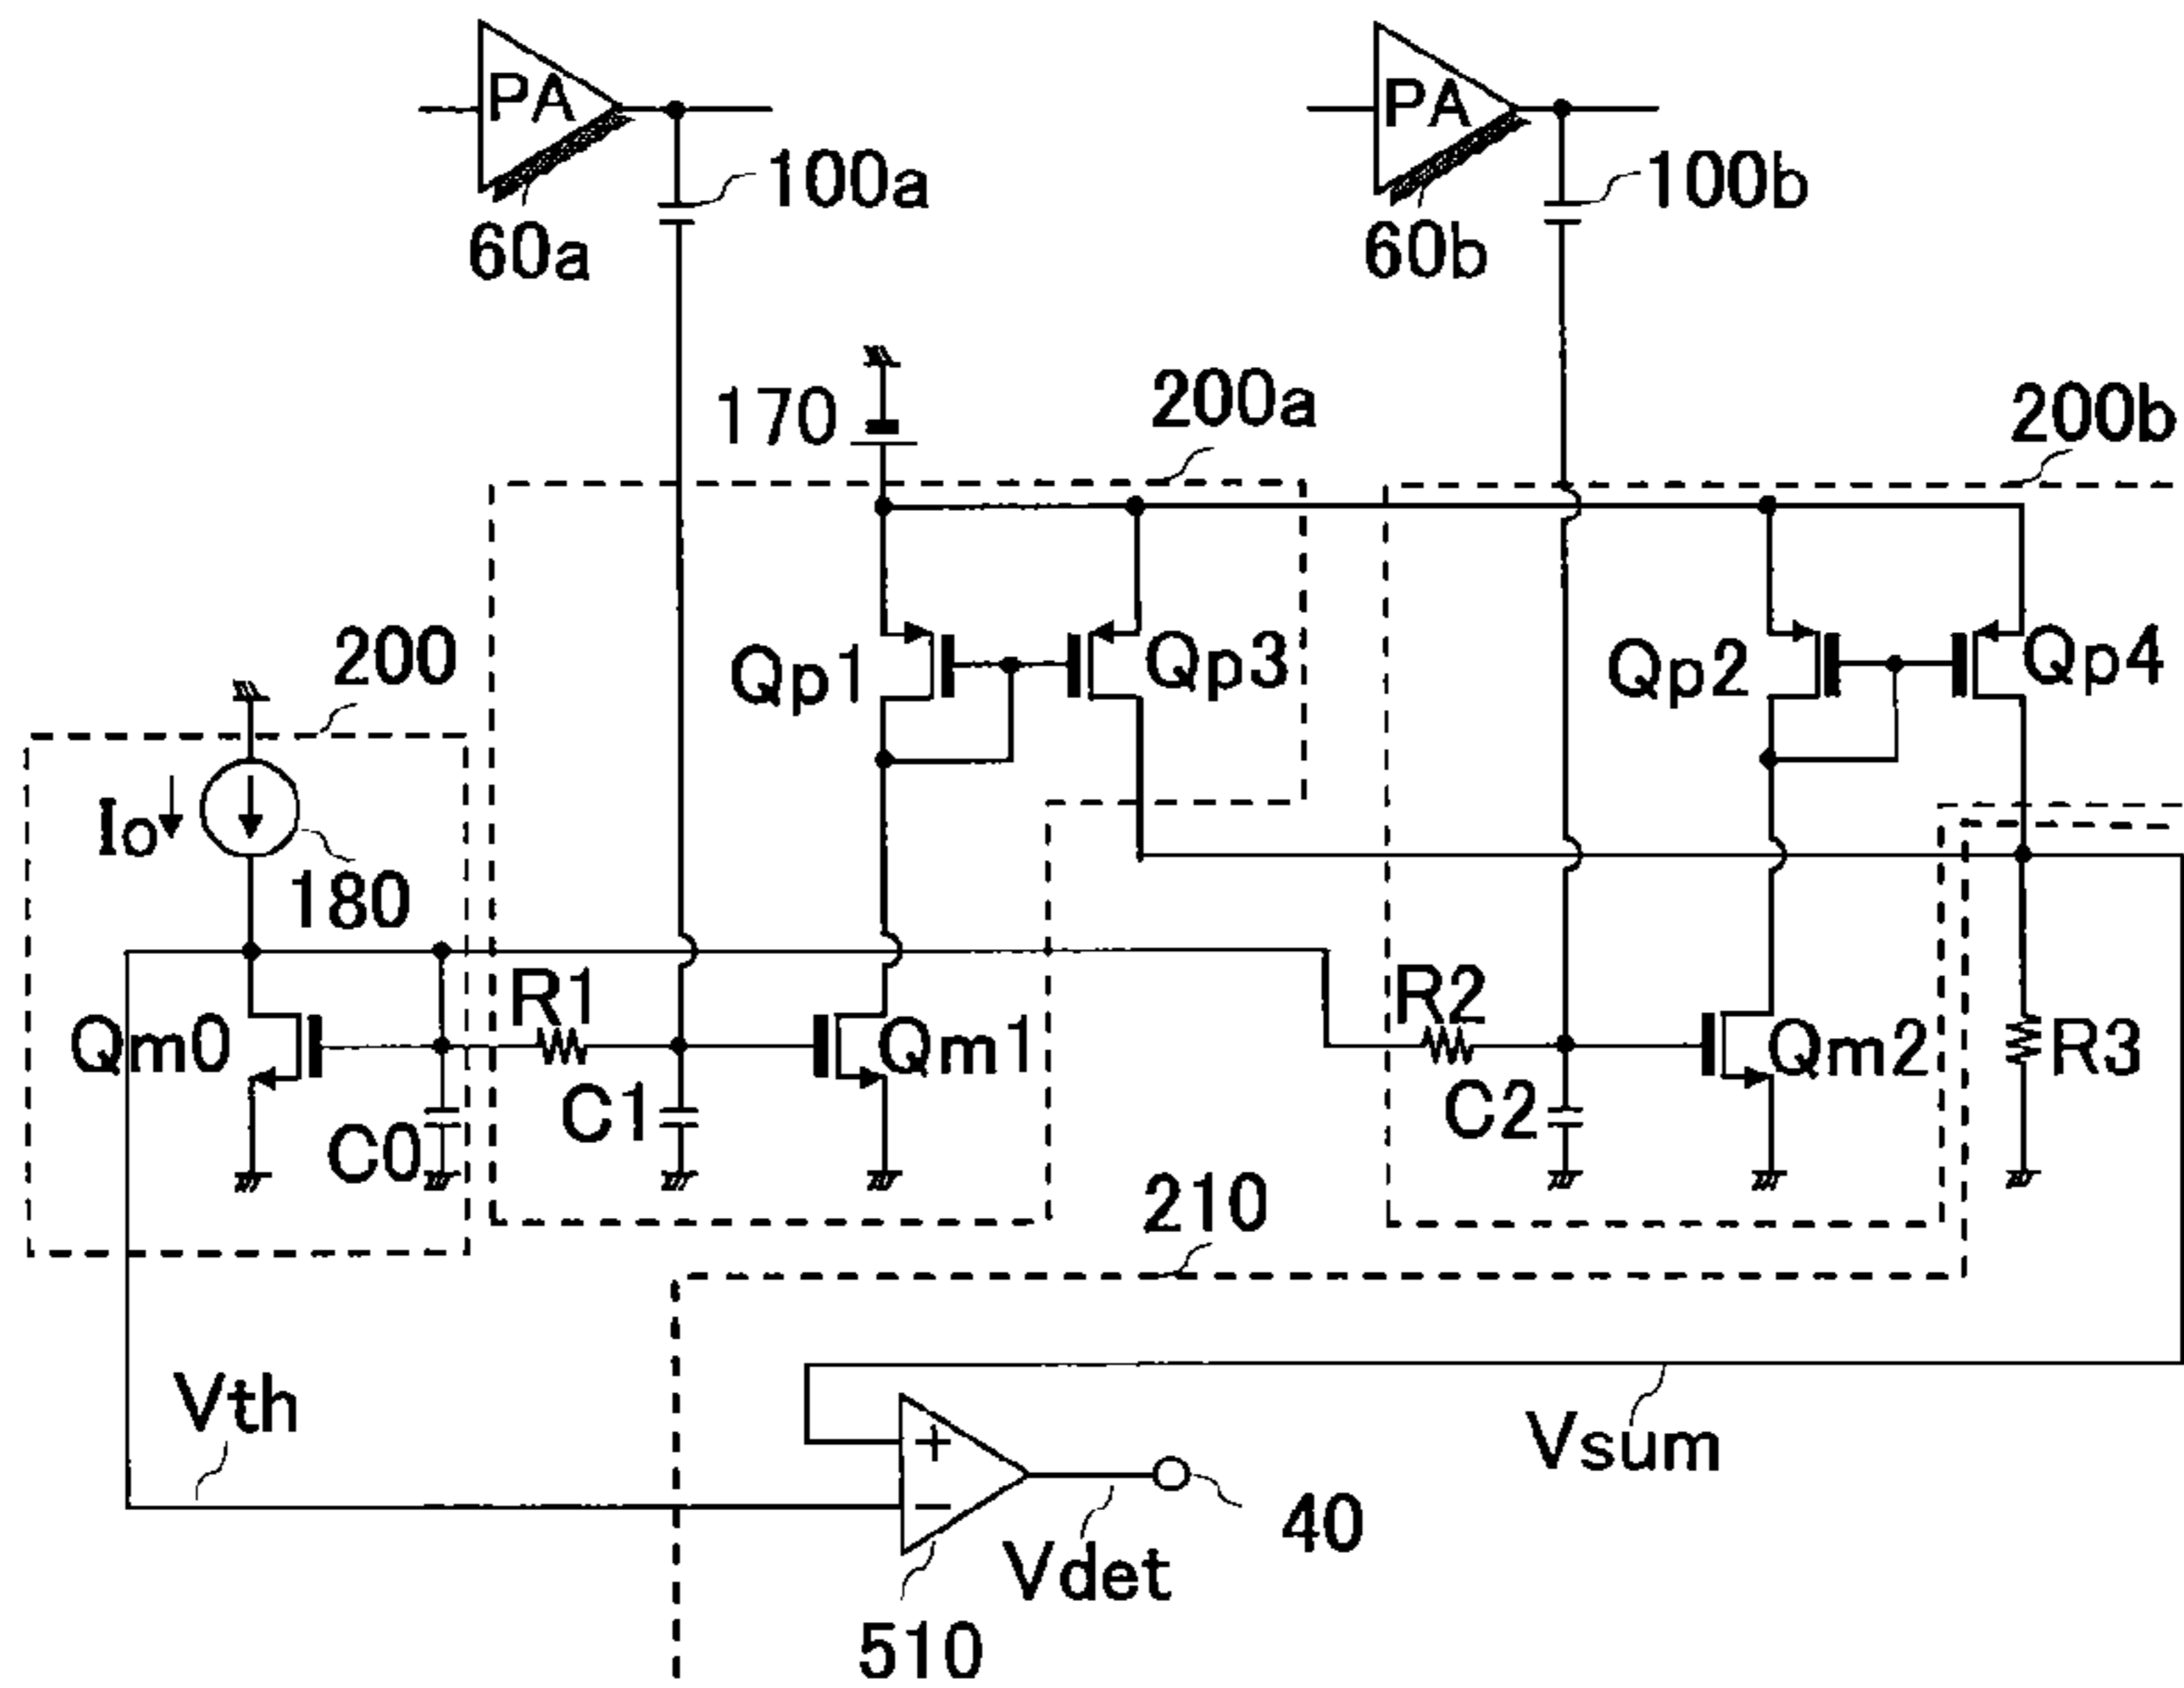 PA
PA
100a
100b
60a
60b
170
200a
200b
200
Qp1
Qp3
Qp2
Qp4
Io
180
R1
R2
Qm0
Qm1
Qm2
R3
C1
C2
C0
210
Vth
+
Vsum
−
40
Vdet
510